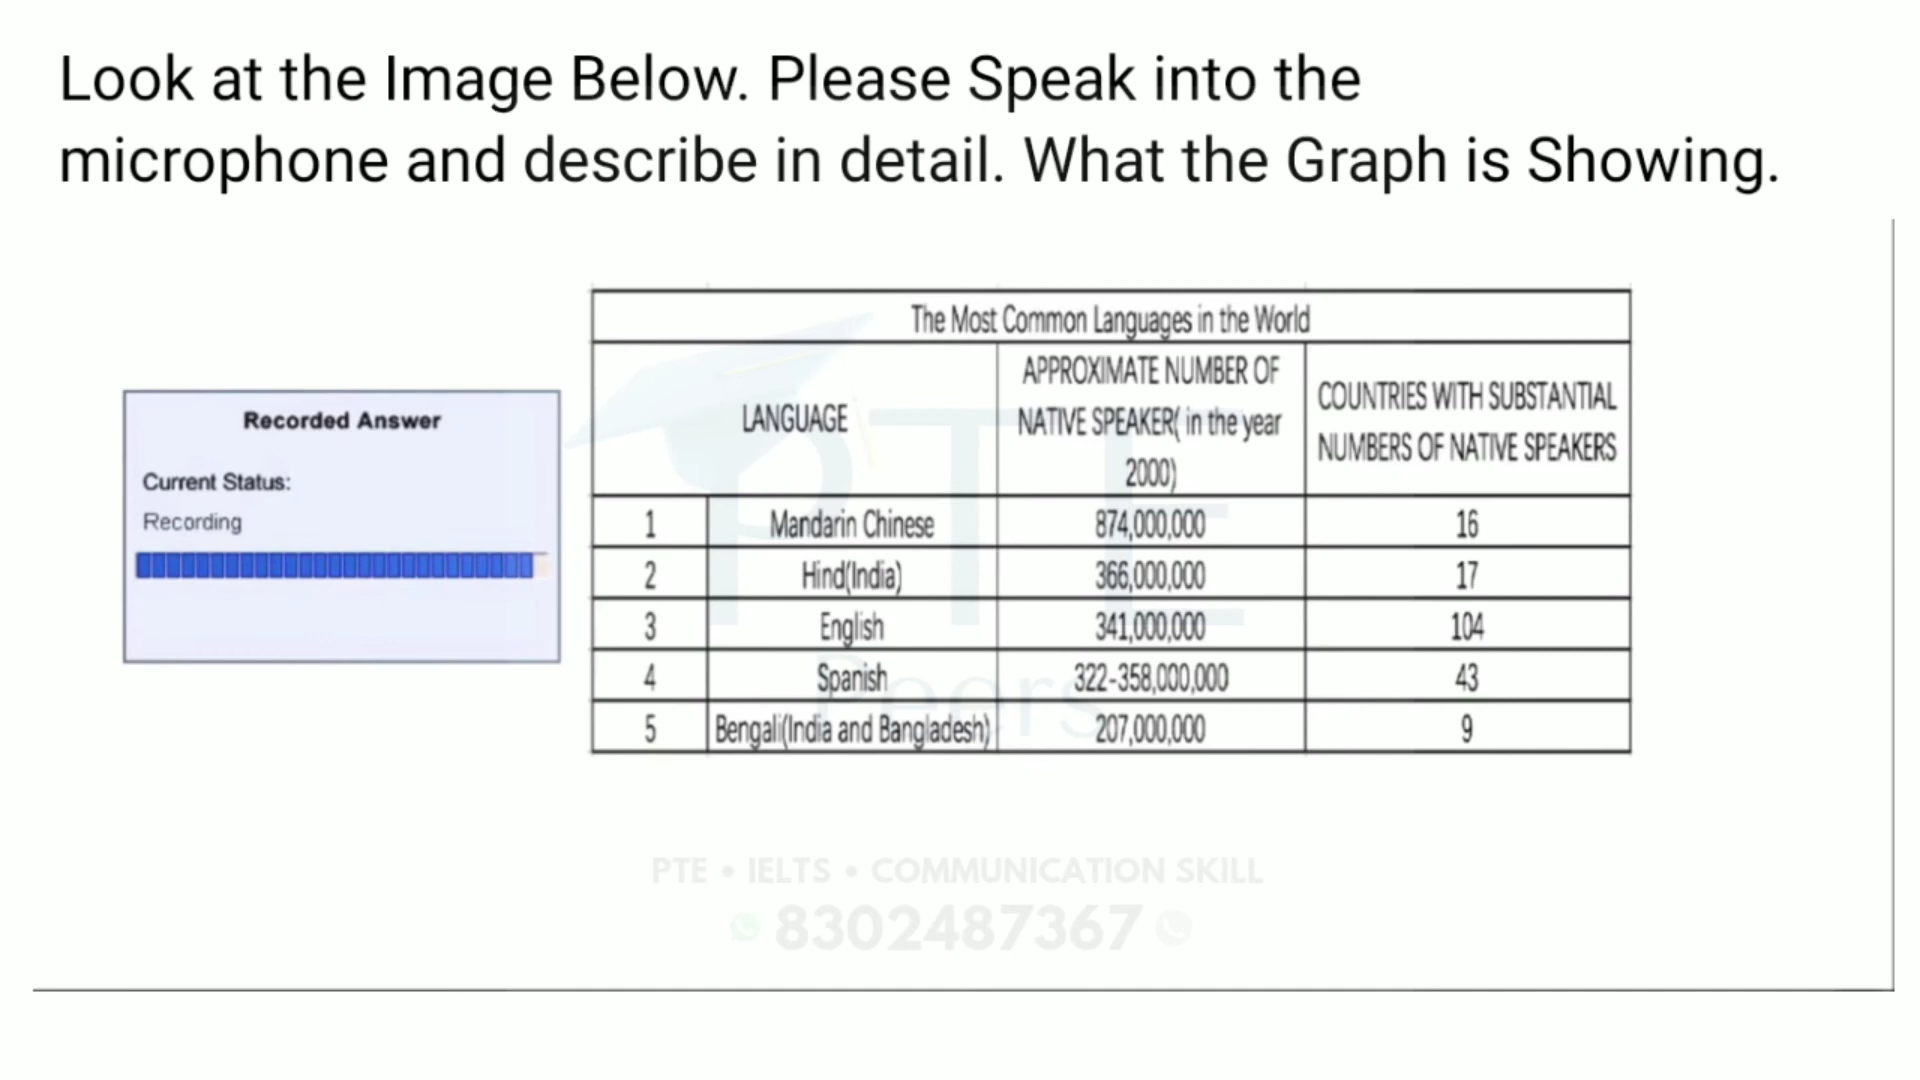 Look at the Image Below. Please Speak into the
microphone and describe in detail. What the Graph is Showing.
Recorded Answer
Current Status:
Recording
The Most Common Languages in the World
LANGUAGE
APPROXIMATE NUMBER OF
NATIVE SPEAKER( in the year
2000)
COUNTRIES WITH SUBSTANTIAL
NUMBERS OF NATIVE SPEAKERS
1 Mandarin Chinese 874,000,000 16
2 Hind(India) 366,000,000 17
3 English 341,000,000 104
4 Spanish 322-358,000,000 43
5 Bengali(India and Bangladesh) 207,000,000 9
PTE
Peers
PTE • IELTS • COMMUNICATION SKILL
8302487367